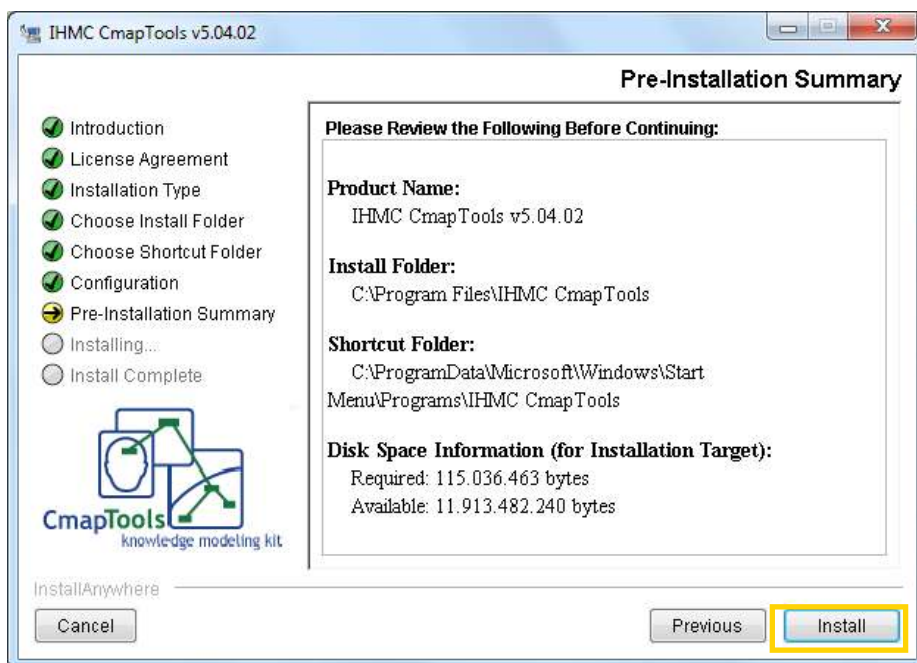 IHMC CmapTools v5.04.02
Pre-Installation Summary
Introduction
License Agreement
Installation Type
Choose Install Folder
Choose Shortcut Folder
Configuration
Pre-Installation Summary
Installing...
Install Complete
CmapTools
knowledge modeling kit
Please Review the Following Before Continuing:
Product Name:
IHMC CmapTools v5.04.02
Install Folder:
C:\Program Files\IHMC CmapTools
Shortcut Folder:
C:\ProgramData\Microsoft\Windows\Start
Menu\Programs\IHMC CmapTools
Disk Space Information (for Installation Target):
Required: 115.036.463 bytes
Available: 11.913.482.240 bytes
InstallAnywhere
Cancel
Previous
Install